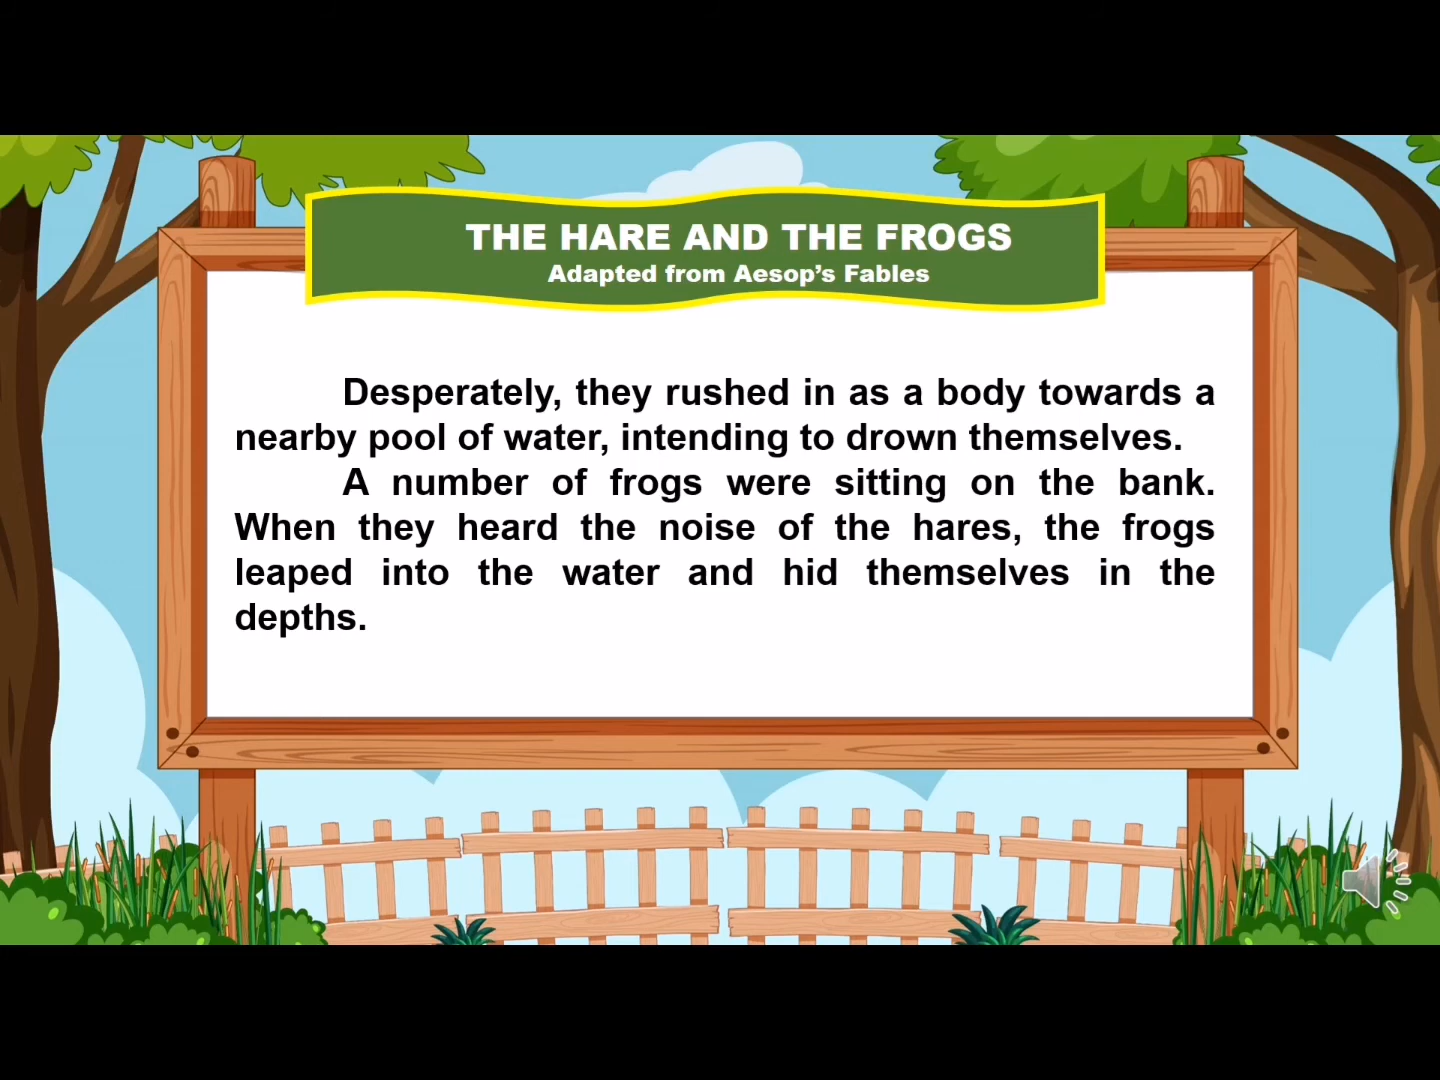 THE HARE AND THE FROGS
Adapted from Aesop’s Fables
Desperately, they rushed in as a body towards a
nearby pool of water, intending to drown themselves.
A number of frogs were sitting on the bank.
When they heard the noise of the hares, the frogs
leaped into the water and hid themselves in the
depths.